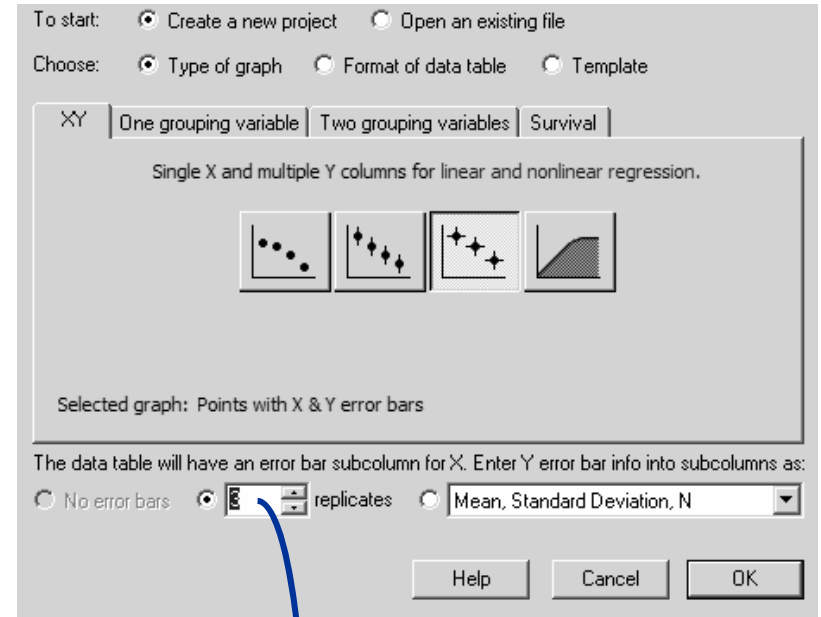 To start: Create a new project Open an existing file
Choose: Type of graph Format of data table Template
XY One grouping variable Two grouping variables Survival
Single X and multiple Y columns for linear and nonlinear regression.
Selected graph: Points with X & Y error bars
The data table will have an error bar subcolumn for X. Enter Y error bar info into subcolumns as:
No error bars 3 replicates Mean, Standard Deviation, N
Help Cancel OK